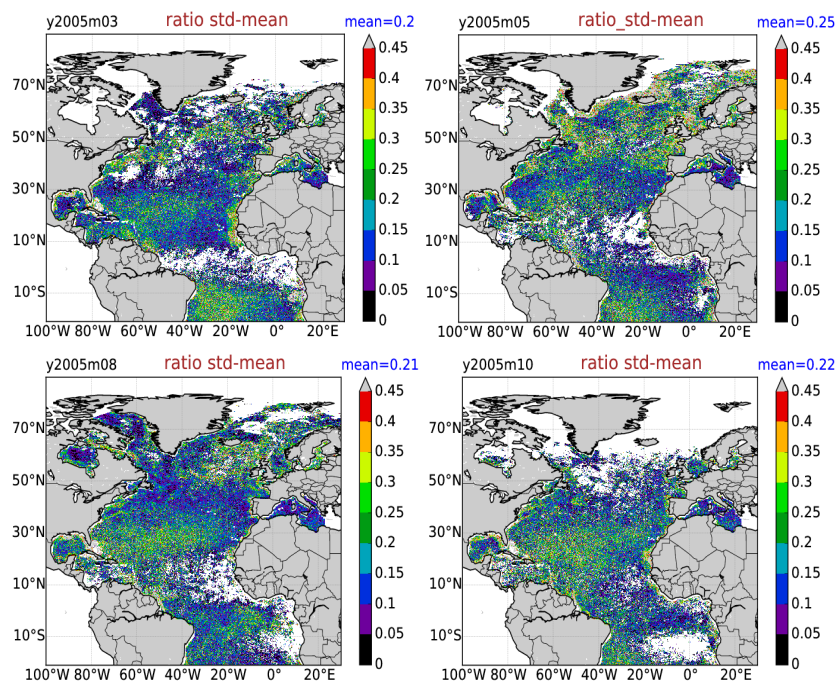 y2005m03 ratio std-mean mean=0.2
70°N
50°N
30°N
10°N
10°S
100°W 80°W 60°W 40°W 20°W 0° 20°E
0.45
0.4
0.35
0.3
0.25
0.2
0.15
0.1
0.05
0
y2005m05 ratio_std-mean mean=0.25
70°N
50°N
30°N
10°N
10°S
100°W 80°W 60°W 40°W 20°W 0° 20°E
0.45
0.4
0.35
0.3
0.25
0.2
0.15
0.1
0.05
0
y2005m08 ratio std-mean mean=0.21
70°N
50°N
30°N
10°N
10°S
100°W 80°W 60°W 40°W 20°W 0° 20°E
0.45
0.4
0.35
0.3
0.25
0.2
0.15
0.1
0.05
0
y2005m10 ratio std-mean mean=0.22
70°N
50°N
30°N
10°N
10°S
100°W 80°W 60°W 40°W 20°W 0° 20°E
0.45
0.4
0.35
0.3
0.25
0.2
0.15
0.1
0.05
0